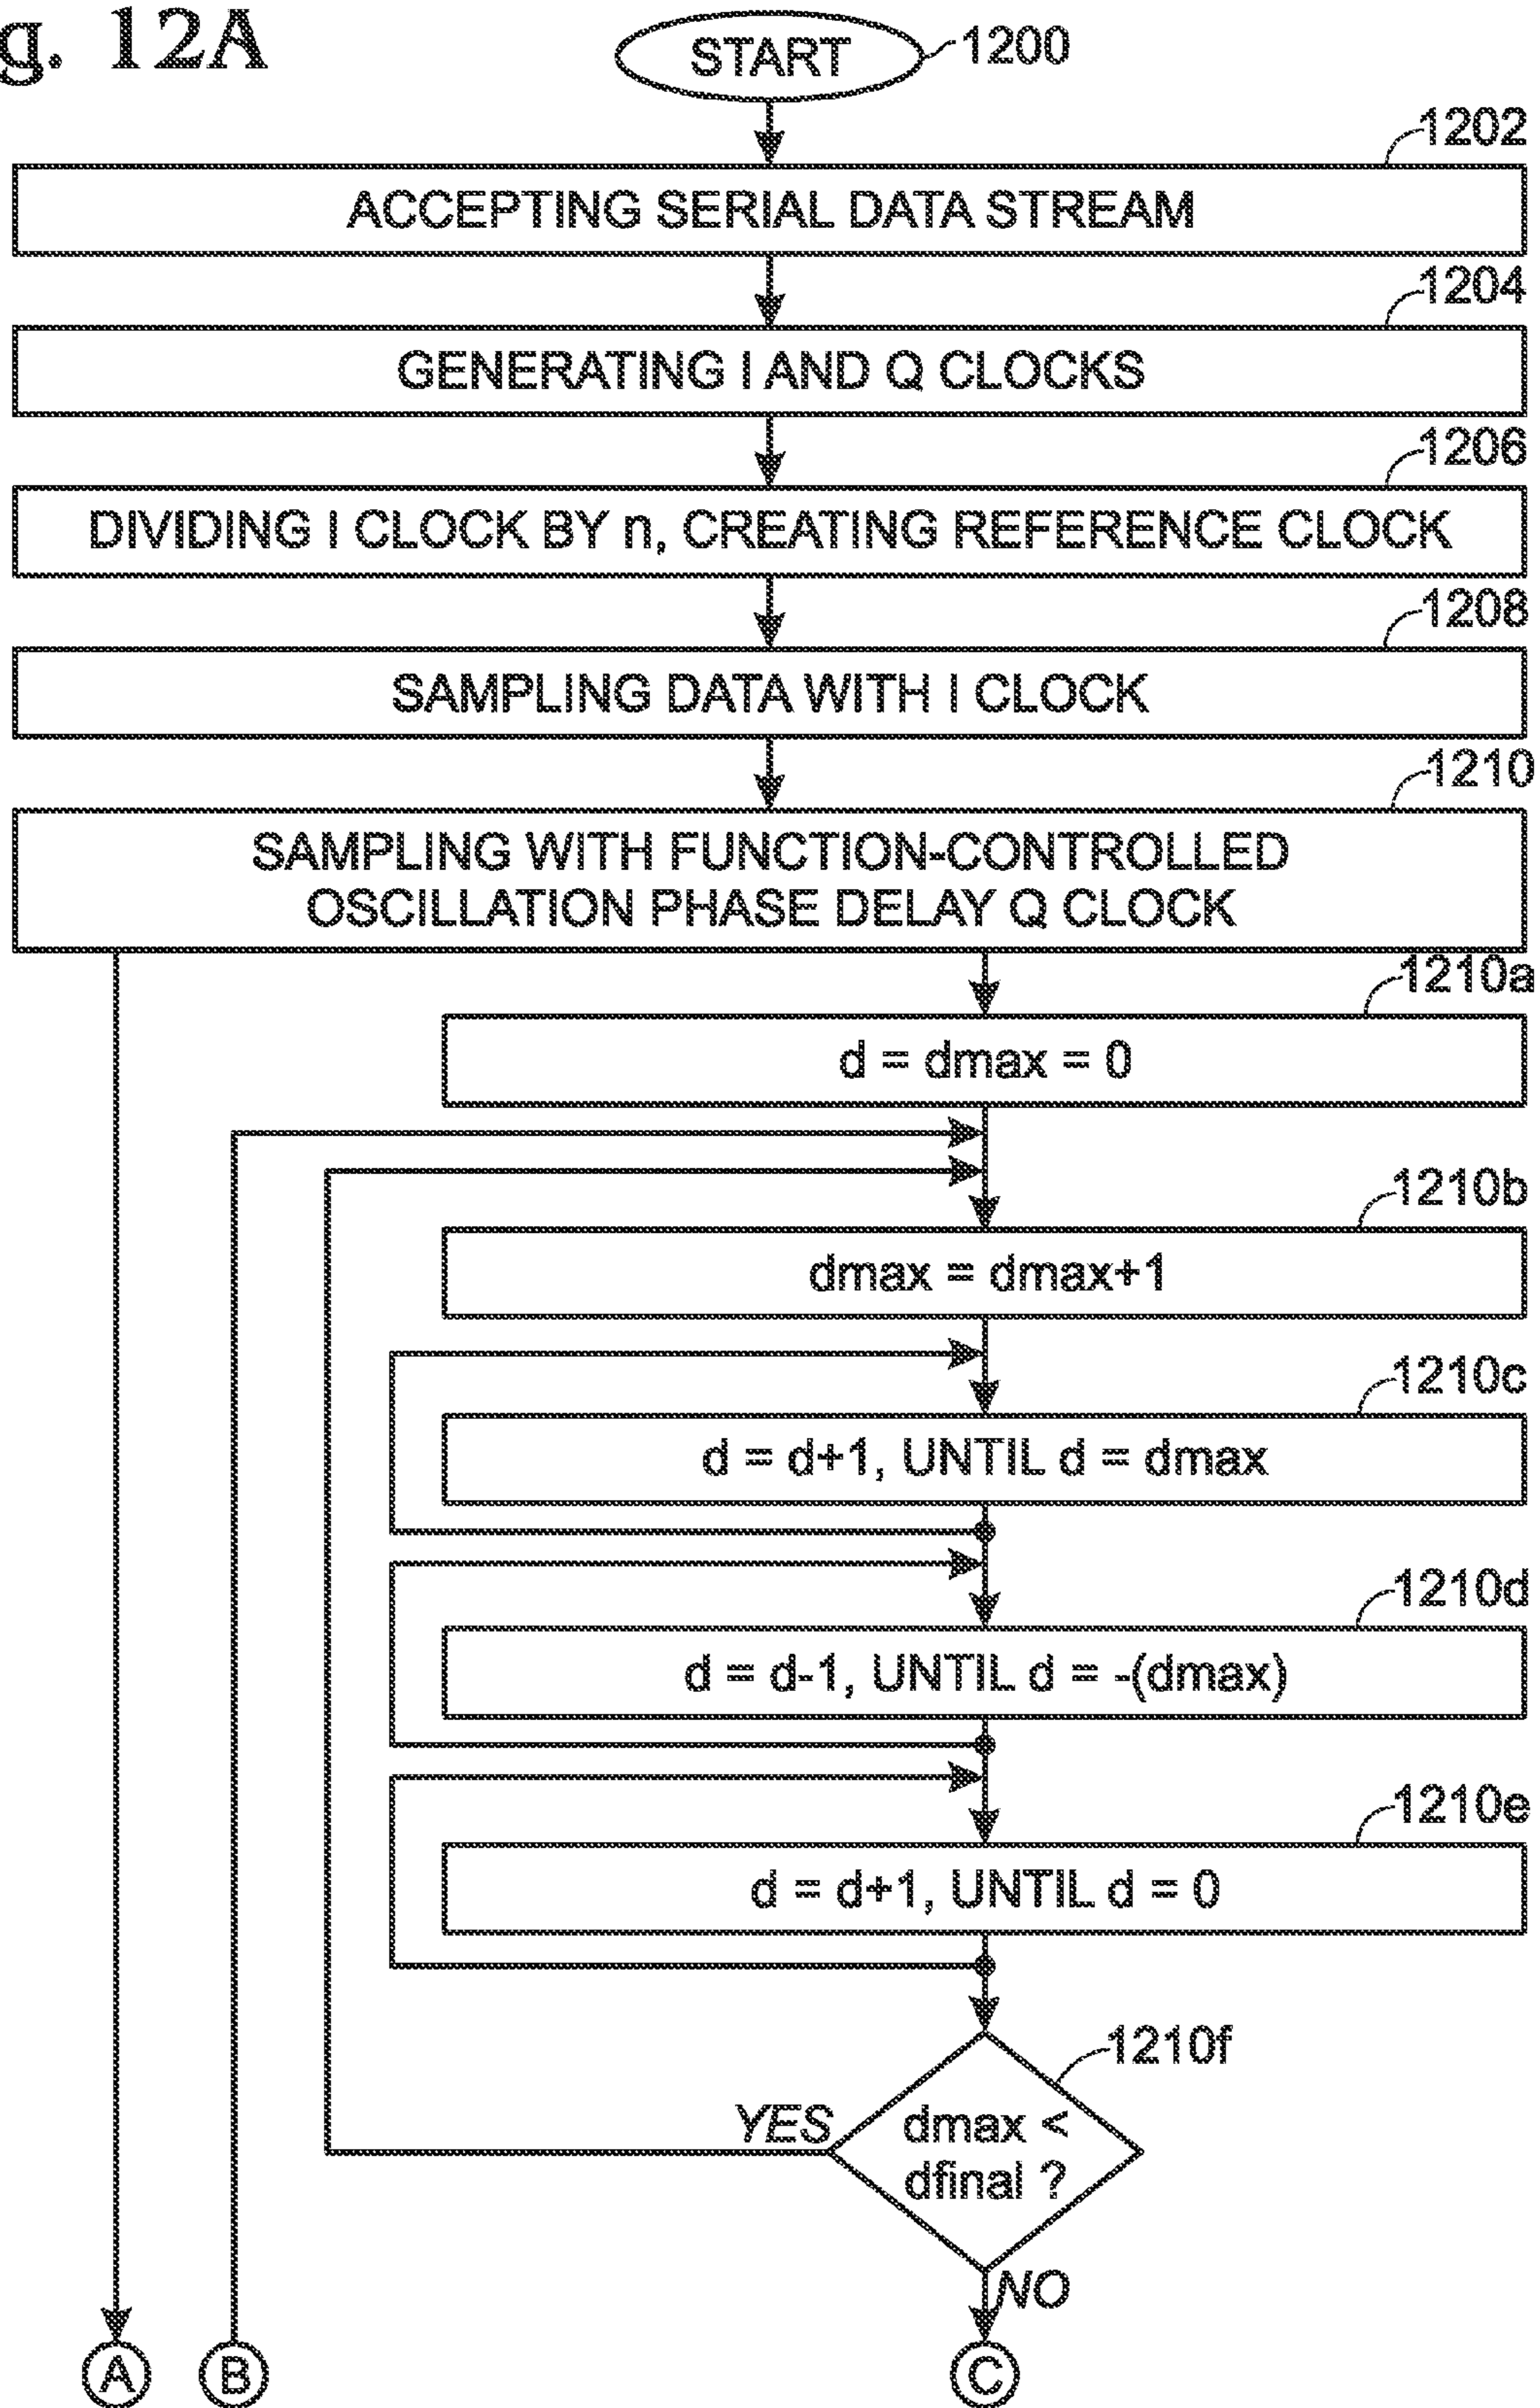 g. 12A
START
1200
1202
ACCEPTING SERIAL DATA STREAM
1204
GENERATING I AND Q CLOCKS
1206
DIVIDING I CLOCK BY n, CREATING REFERENCE CLOCK
1208
SAMPLING DATA WITH I CLOCK
1210
SAMPLING WITH FUNCTION-CONTROLLED
OSCILLATION PHASE DELAY Q CLOCK
1210a
d = dmax = 0
1210b
dmax = dmax+1
1210c
d = d+1, UNTIL d = dmax
1210d
d = d-1, UNTIL d = -(dmax)
1210e
d = d+1, UNTIL d = 0
1210f
YES
dmax <
dfinal ?
NO
A
B
C